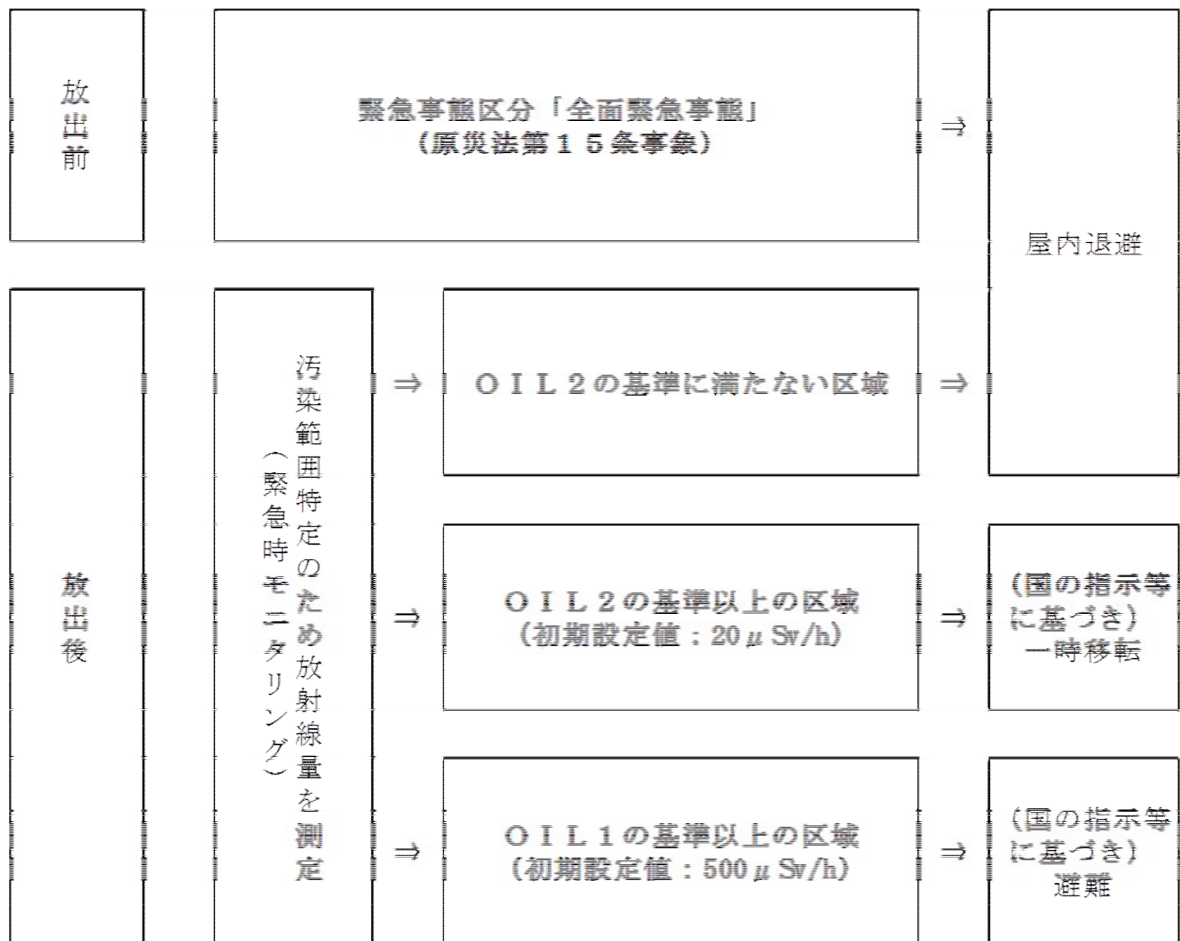 放出前
緊急事態区分「全面緊急事態」
(原災法第15条事象)
⇒
屋内退避
放出後
汚染範囲特定のため放射線量を測定
(緊急時モニタリング)
⇒
OIL2の基準に満たない区域
⇒
⇒
OIL2の基準以上の区域
(初期設定値:20μSv/h)
⇒
(国の指示等
に基づき)
一時移転
⇒
OIL1の基準以上の区域
(初期設定値:500μSv/h)
⇒
(国の指示等
に基づき)
避難